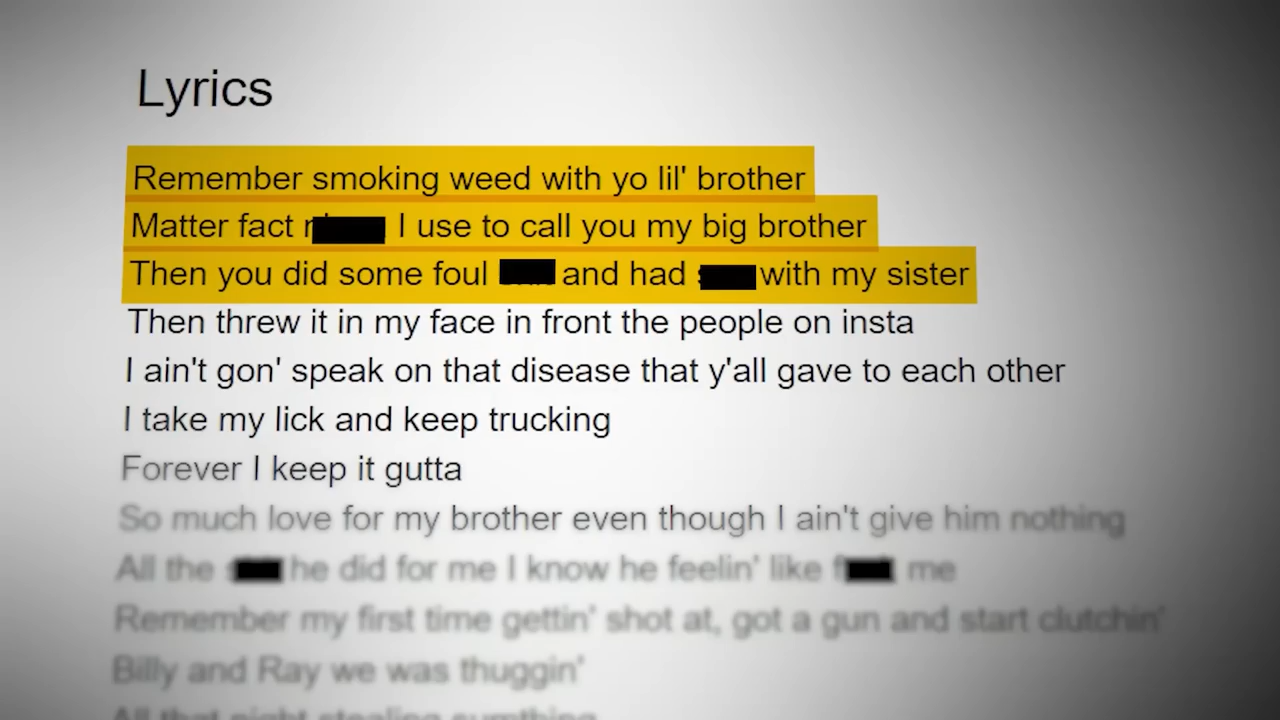 Lyrics
Remember smoking weed with yo lil' brother
Matter fact I use to call you my big brother
Then you did some foul and had with my sister
Then threw it in my face in front the people on insta
I ain't gon' speak on that disease that y'all gave to each other
I take my lick and keep trucking
Forever I keep it gutta
So much love for my brother even though I ain't give him nothing
All the he did for me I know he feelin' like me
Remember my first time gettin' shot at, got a gun and start clutchin'
Billy and Ray we was thuggin'
All that night stealing sumthing